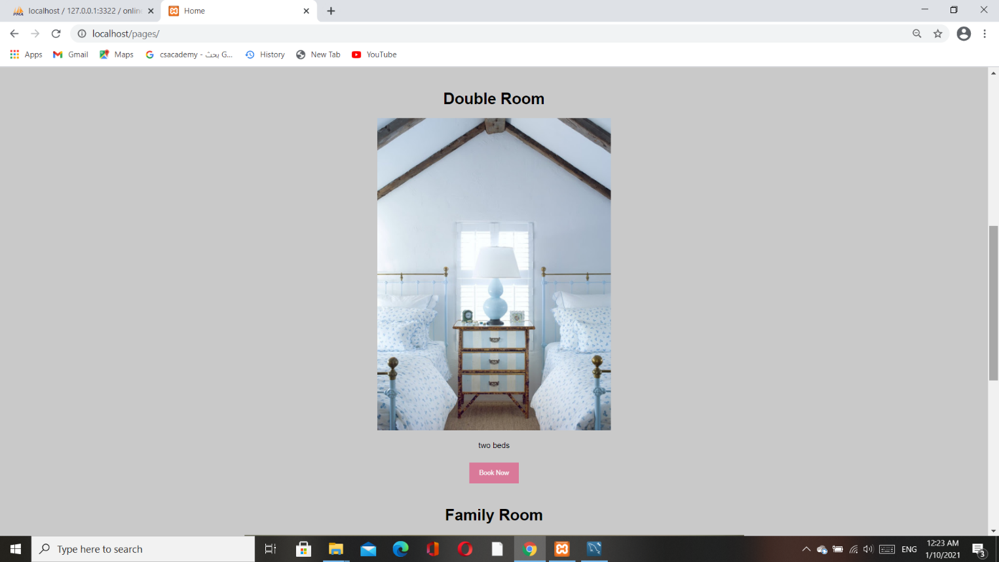 localhost / 127.0.0.1:3322 / onlin
Home
localhost/pages/
Apps
Gmail
Maps
csacademy - بحث G...
History
New Tab
YouTube
Double Room
two beds
Book Now
Family Room
Type here to search
ENG
12:23 AM
1/10/2021
3